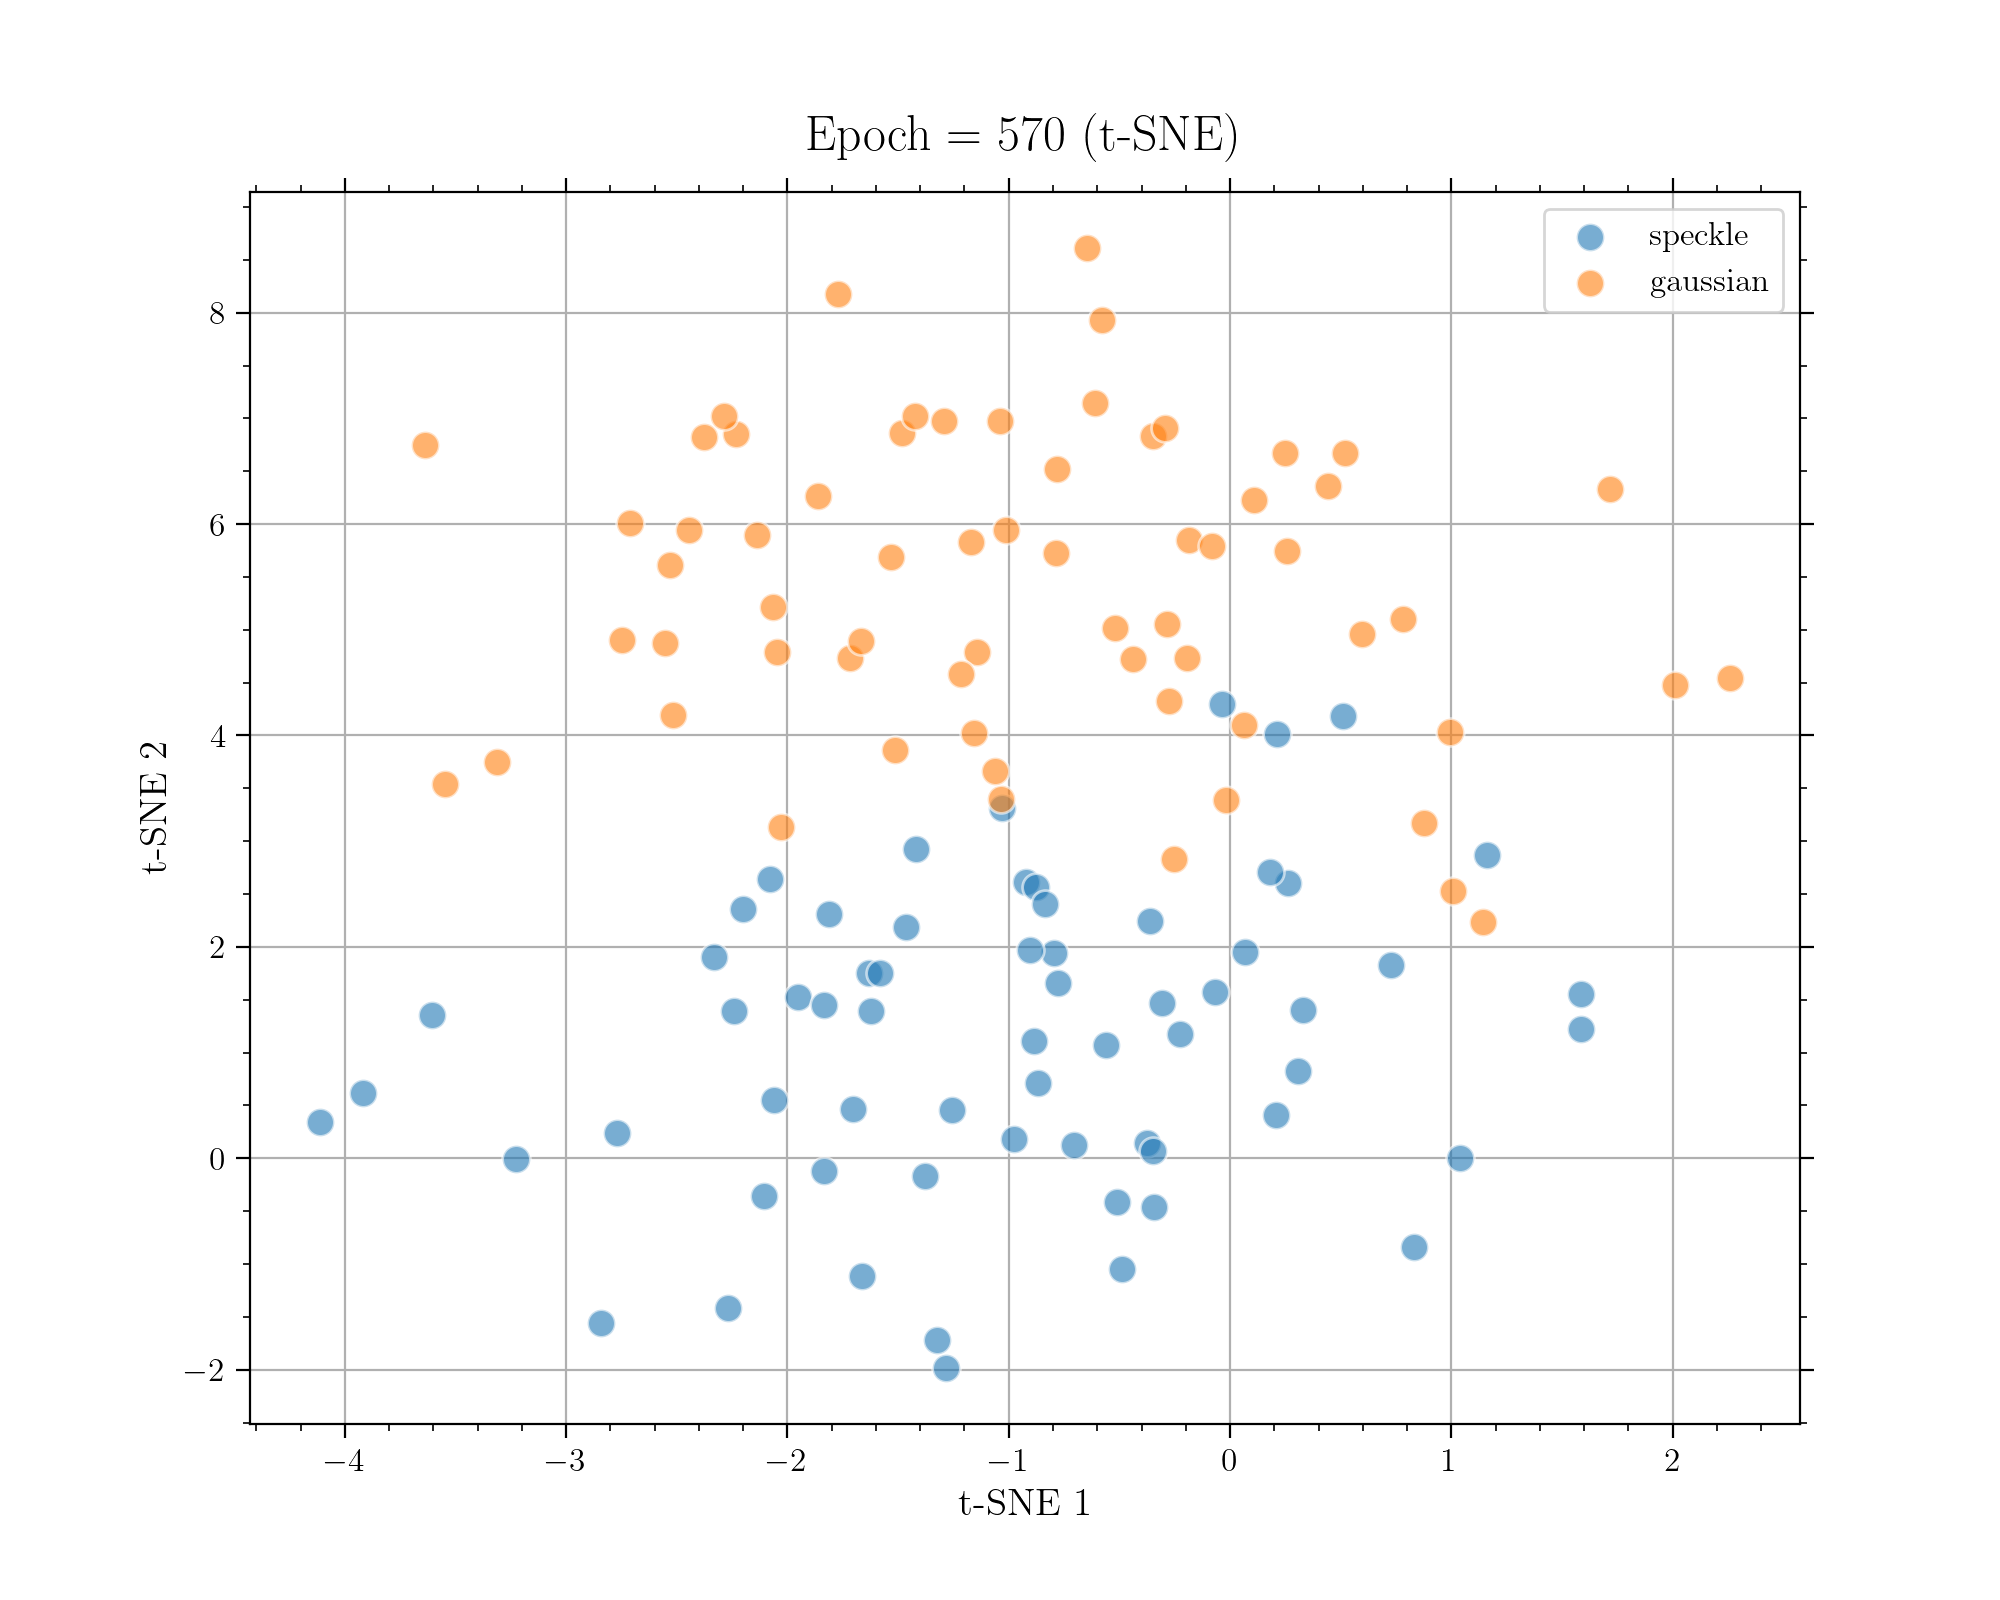 Epoch = 570 (t-SNE)
speckle
gaussian
8
6
4
2
0
−2
t-SNE 2
−4
−3
−2
−1
0
1
2
t-SNE 1